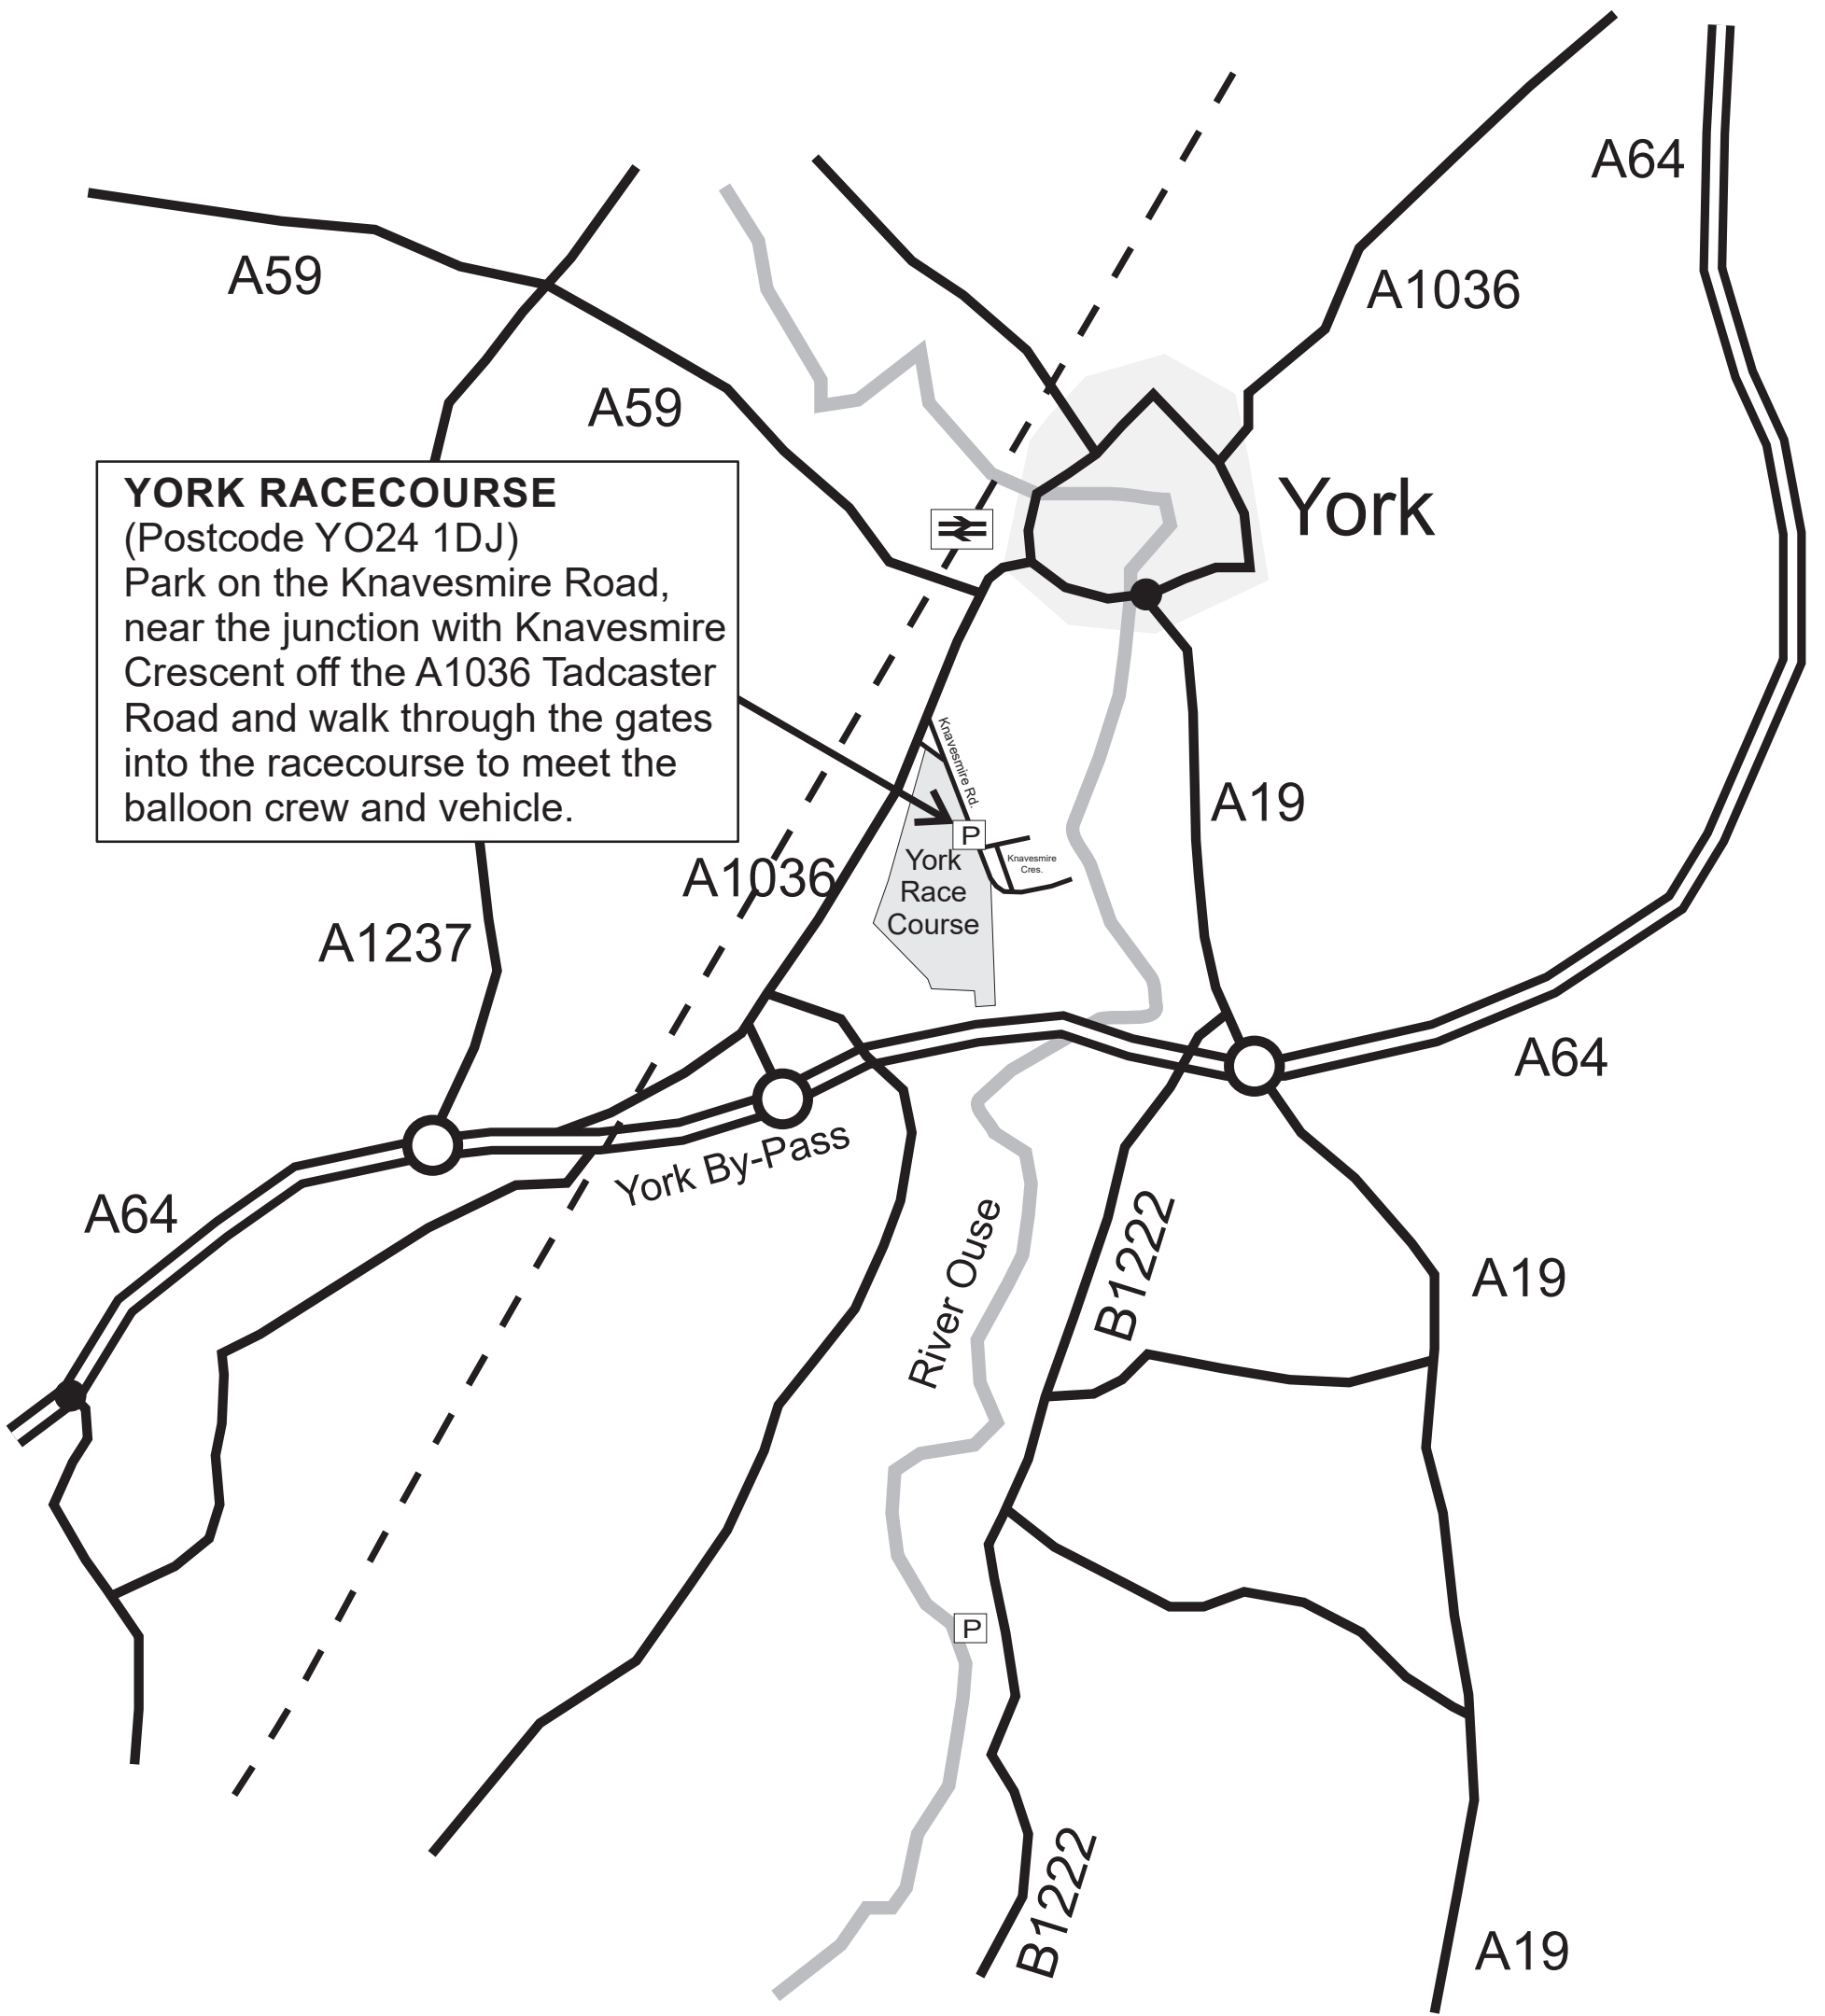 A64
A59
A1036
A59
York
YORK RACECOURSE
(Postcode YO24 1DJ)
Park on the Knavesmire Road,
near the junction with Knavesmire
Crescent off the A1036 Tadcaster
Road and walk through the gates
into the racecourse to meet the
balloon crew and vehicle.
Knavesmire Rd.
A19
P
York
Race
Course
Knavesmire
Cres.
A1036
A1237
A64
York By-Pass
A64
River Ouse
B1222
A19
P
B1222
A19